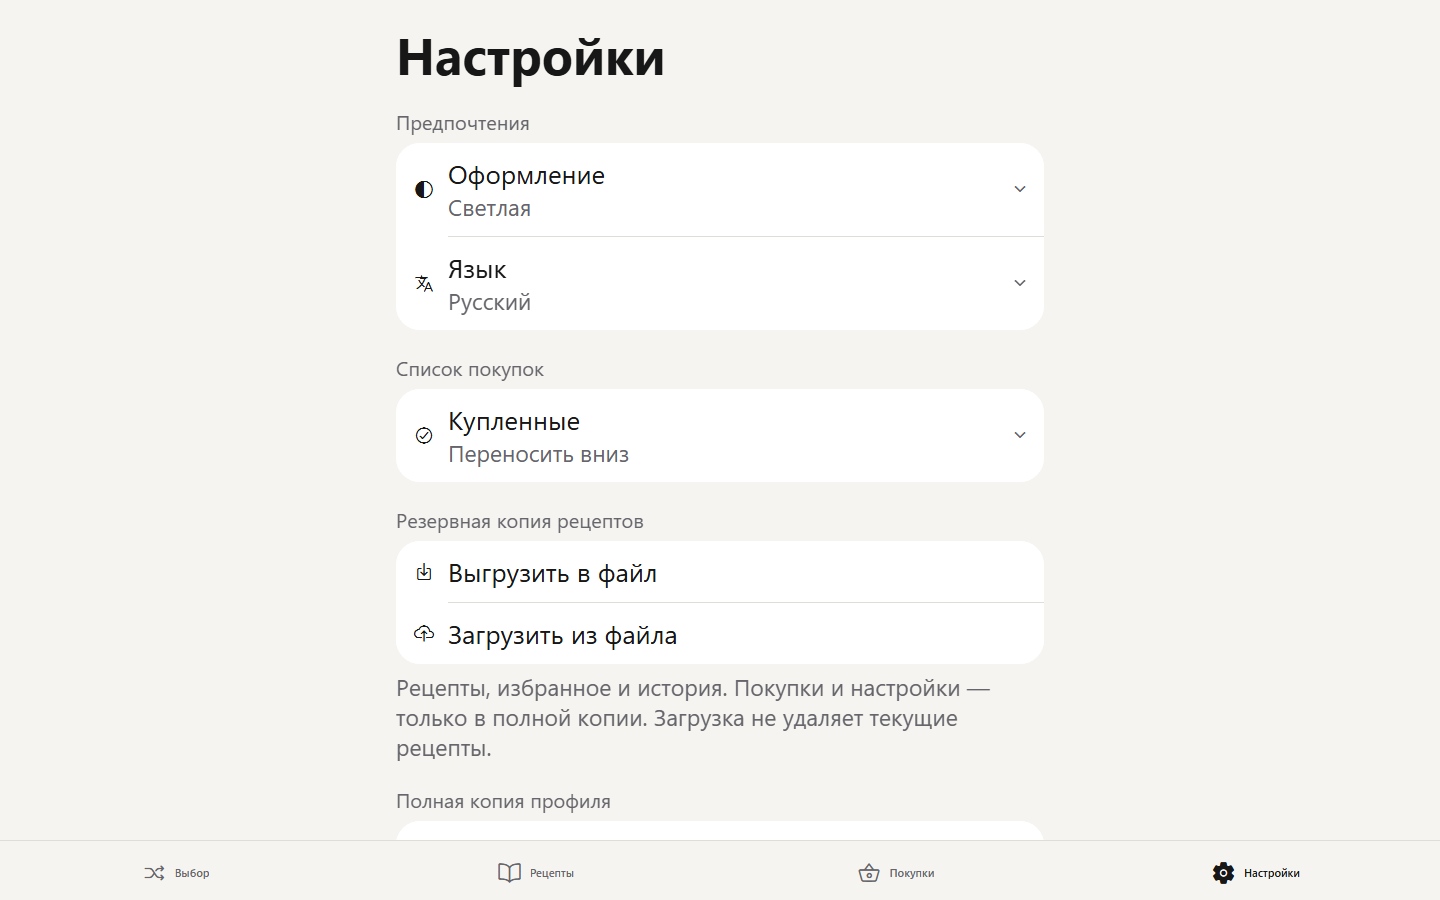 Настройки
Предпочтения
Оформление
Светлая
Язык
Русский
Список покупок
Купленные
Переносить вниз
Резервная копия рецептов
Выгрузить в файл
Загрузить из файла
Рецепты, избранное и история. Покупки и настройки —
только в полной копии. Загрузка не удаляет текущие
рецепты.
Полная копия профиля
Выбор
Рецепты
Покупки
Настройки